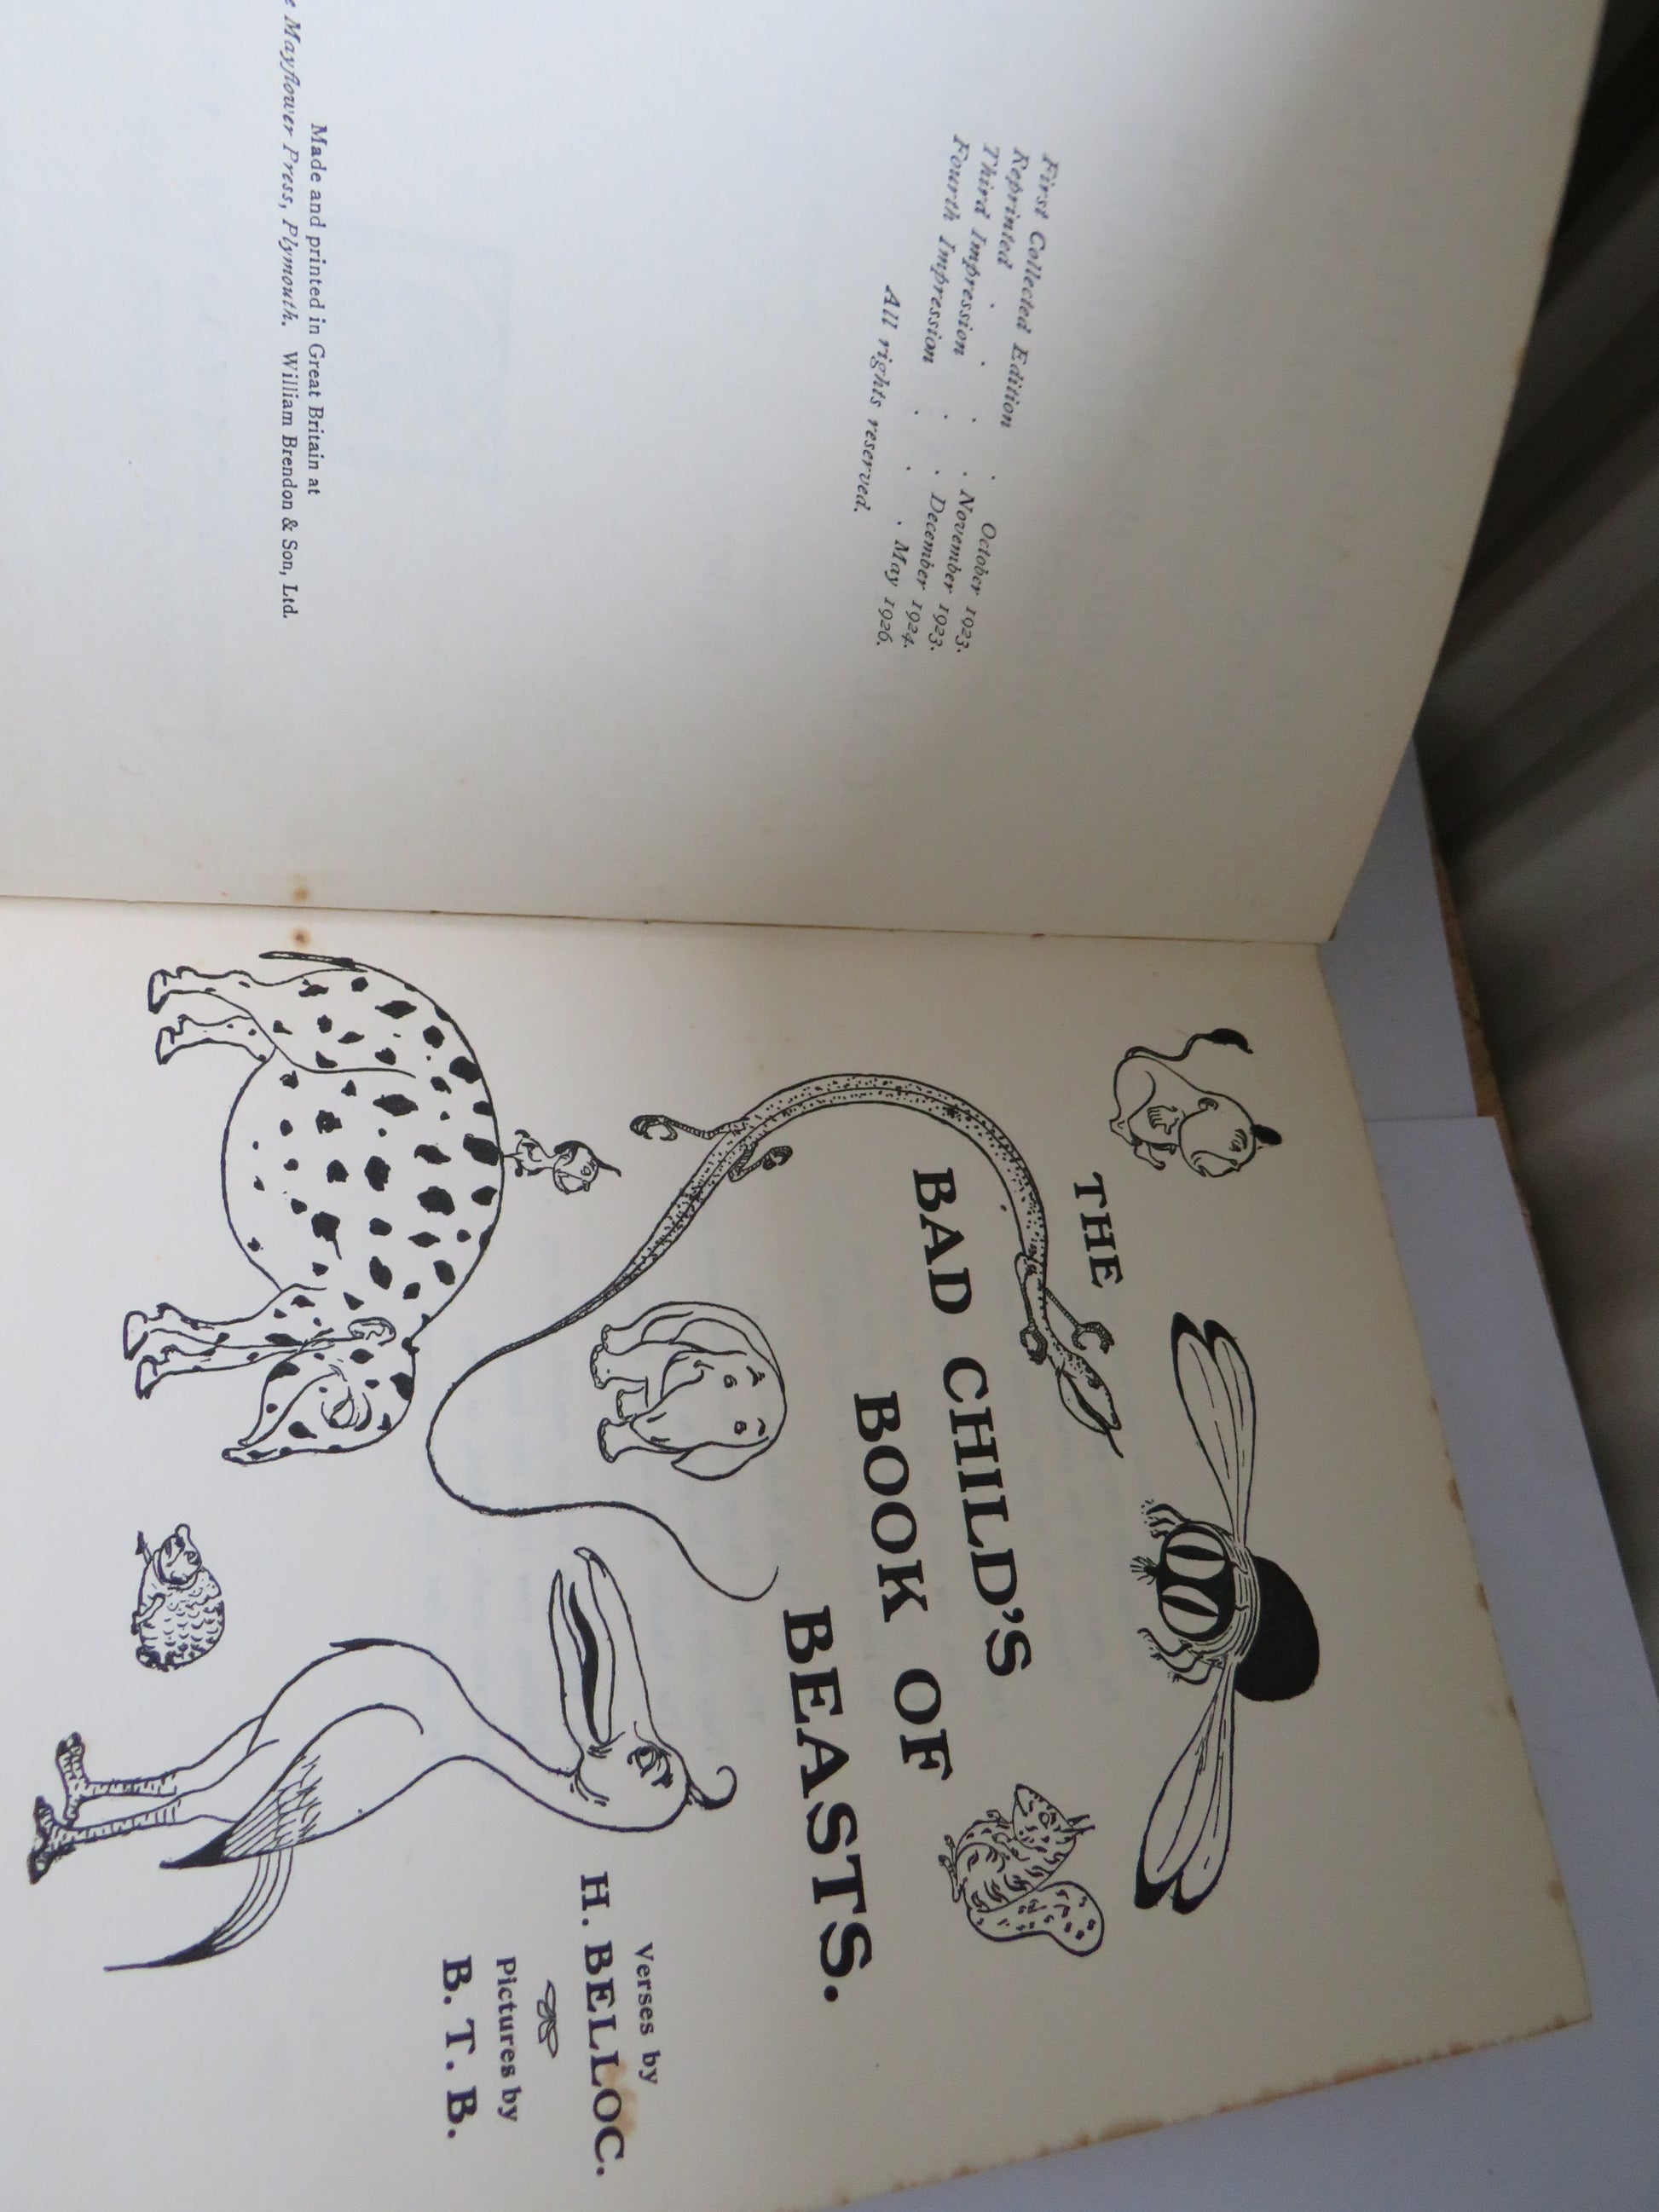 First Collected Edition . October 1923.
Reprinted . . . . November 1923.
Third Impression . . . December 1924.
Fourth Impression . . . May 1926.
All rights reserved.
Made and printed in Great Britain at
Mayflower Press, Plymouth. William Brendon & Son, Ltd.
THE
BAD CHILD'S
BOOK OF
BEASTS.
Verses by
H. BELLOC.
Pictures by
B. T. B.